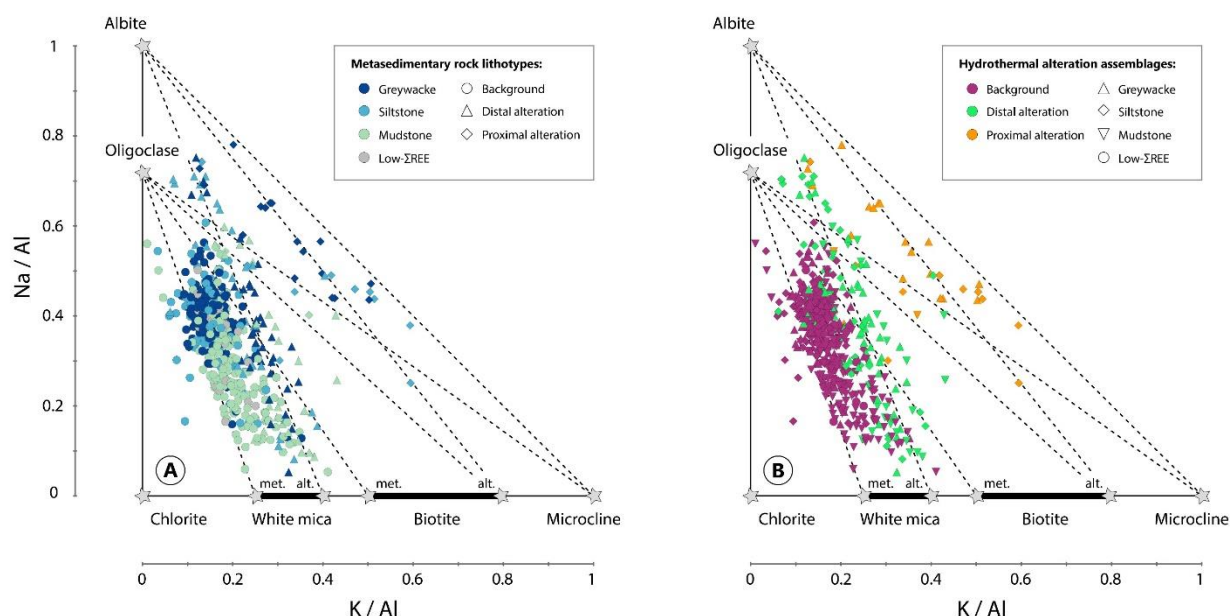 Albite
1
Metasedimentary rock lithotypes:
Greywacke
Background
Siltstone
Distal alteration
Mudstone
Proximal alteration
Low-ΣREE
0.8
Oligoclase
0.6
Na / Al
0.4
0.2
A
met.
alt.
met.
alt.
0
Chlorite
White mica
Biotite
Microcline
0
0.2
0.4
0.6
0.8
1
K / Al
Albite
Hydrothermal alteration assemblages:
Background
Greywacke
Distal alteration
Siltstone
Proximal alteration
Mudstone
Low-ΣREE
Oligoclase
B
met.
alt.
met.
alt.
Chlorite
White mica
Biotite
Microcline
0
0.2
0.4
0.6
0.8
1
K / Al